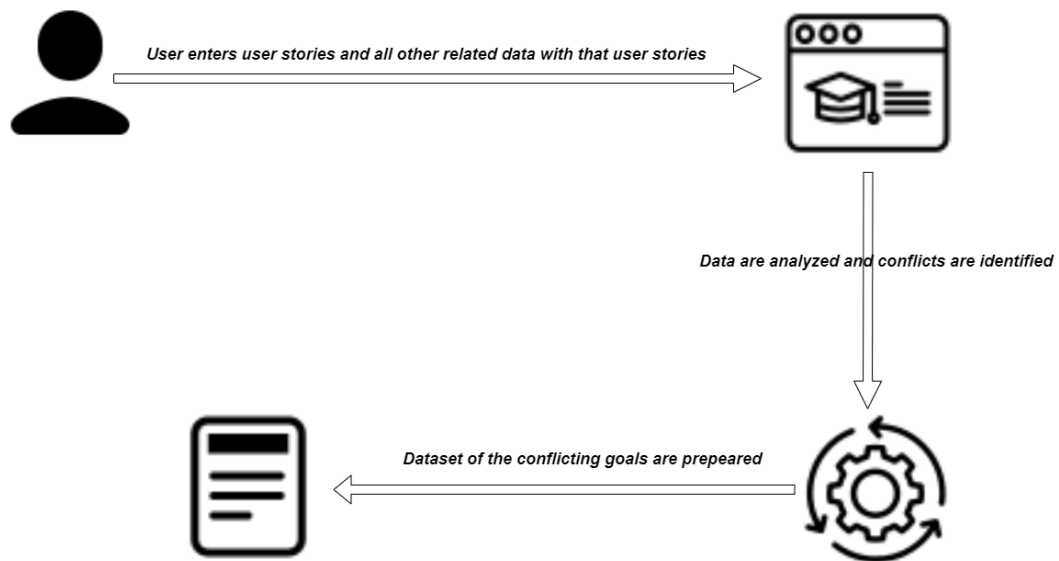 User enters user stories and all other related data with that user stories
Data are analyzed and conflicts are identified
Dataset of the conflicting goals are prepeared